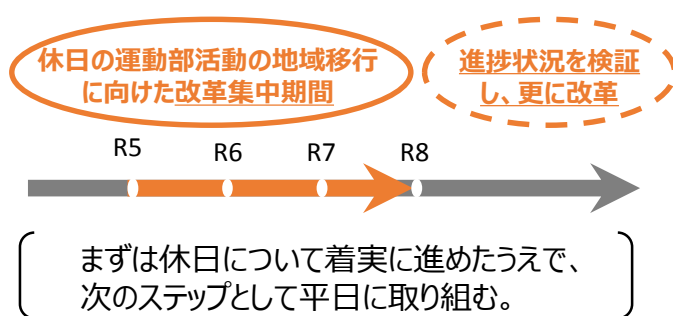 休日の運動部活動の地域移行
に向けた改革集中期間
進捗状況を検証
し、更に改革
R5 R6 R7 R8
まずは休日について着実に進めたうえで、
次のステップとして平日に取り組む。